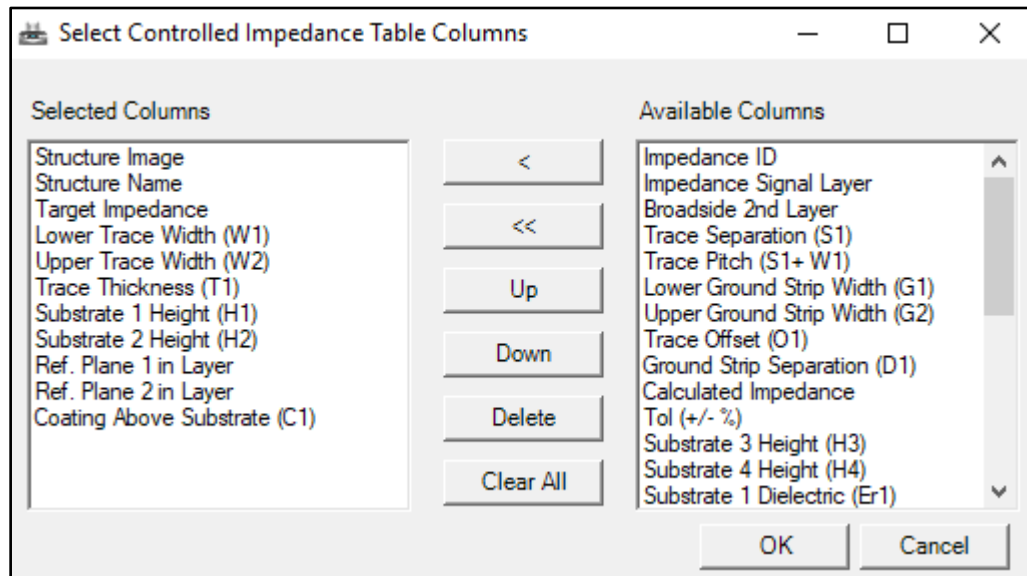 Select Controlled Impedance Table Columns
Selected Columns
Structure Image
Structure Name
Target Impedance
Lower Trace Width (W1)
Upper Trace Width (W2)
Trace Thickness (T1)
Substrate 1 Height (H1)
Substrate 2 Height (H2)
Ref. Plane 1 in Layer
Ref. Plane 2 in Layer
Coating Above Substrate (C1)
<
<<
Up
Down
Delete
Clear All
Available Columns
Impedance ID
Impedance Signal Layer
Broadside 2nd Layer
Trace Separation (S1)
Trace Pitch (S1+ W1)
Lower Ground Strip Width (G1)
Upper Ground Strip Width (G2)
Trace Offset (O1)
Ground Strip Separation (D1)
Calculated Impedance
Tol (+/- %)
Substrate 3 Height (H3)
Substrate 4 Height (H4)
Substrate 1 Dielectric (Er1)
OK
Cancel